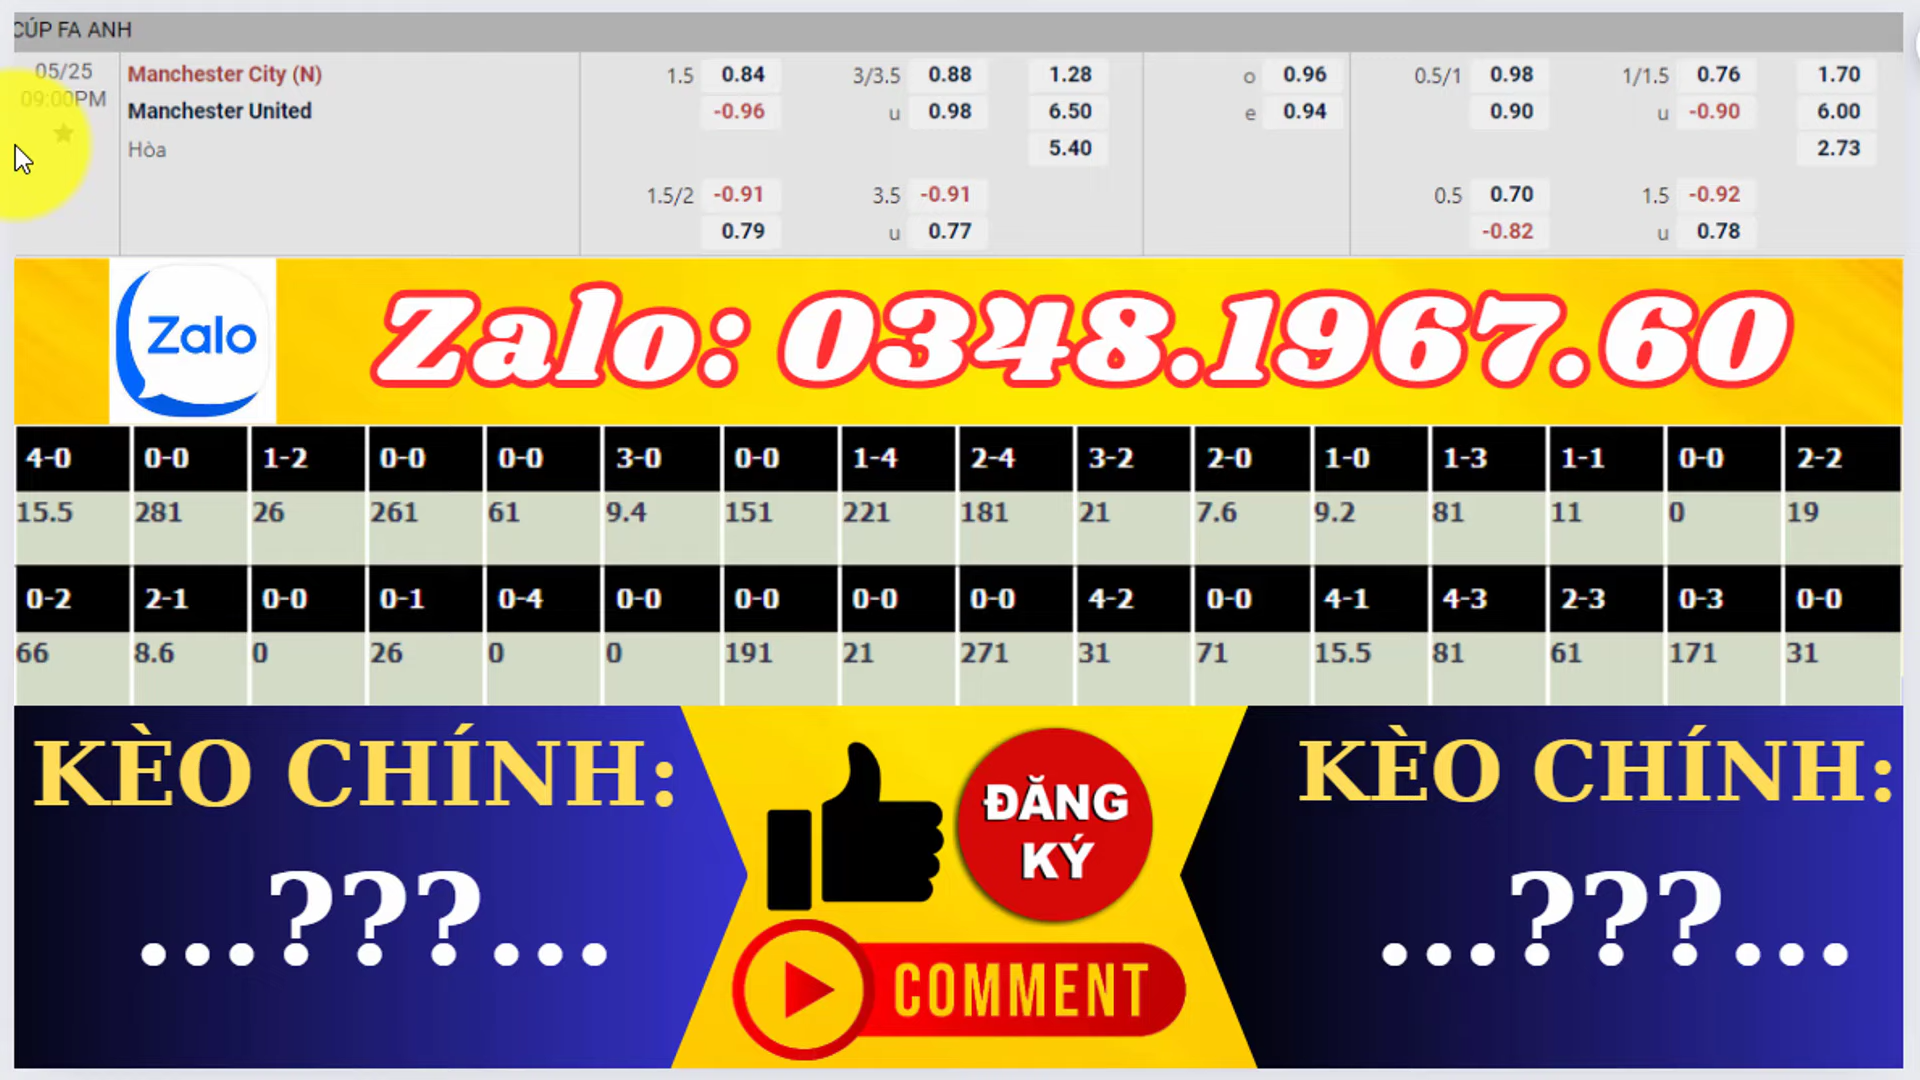 CÚP FA ANH
05/25 Manchester City (N) 1.5 0.84 3/3.5 0.88 1.28 o 0.96 0.5/1 0.98 1/1.5 0.76 1.70
09:00PM Manchester United -0.96 u 0.98 6.50 e 0.94 0.90 u -0.90 6.00
Hòa 5.40 2.73
1.5/2 -0.91 3.5 -0.91 0.5 0.70 1.5 -0.92
0.79 u 0.77 -0.82 u 0.78
Zalo Zalo: 0348.1967.60
4-0 0-0 1-2 0-0 0-0 3-0 0-0 1-4 2-4 3-2 2-0 1-0 1-3 1-1 0-0 2-2
15.5 281 26 261 61 9.4 151 221 181 21 7.6 9.2 81 11 0 19
0-2 2-1 0-0 0-1 0-4 0-0 0-0 0-0 0-0 4-2 0-0 4-1 4-3 2-3 0-3 0-0
66 8.6 0 26 0 0 191 21 271 31 71 15.5 81 61 171 31
KÈO CHÍNH:
...???...
ĐĂNG
KÝ
COMMENT
KÈO CHÍNH:
...???...